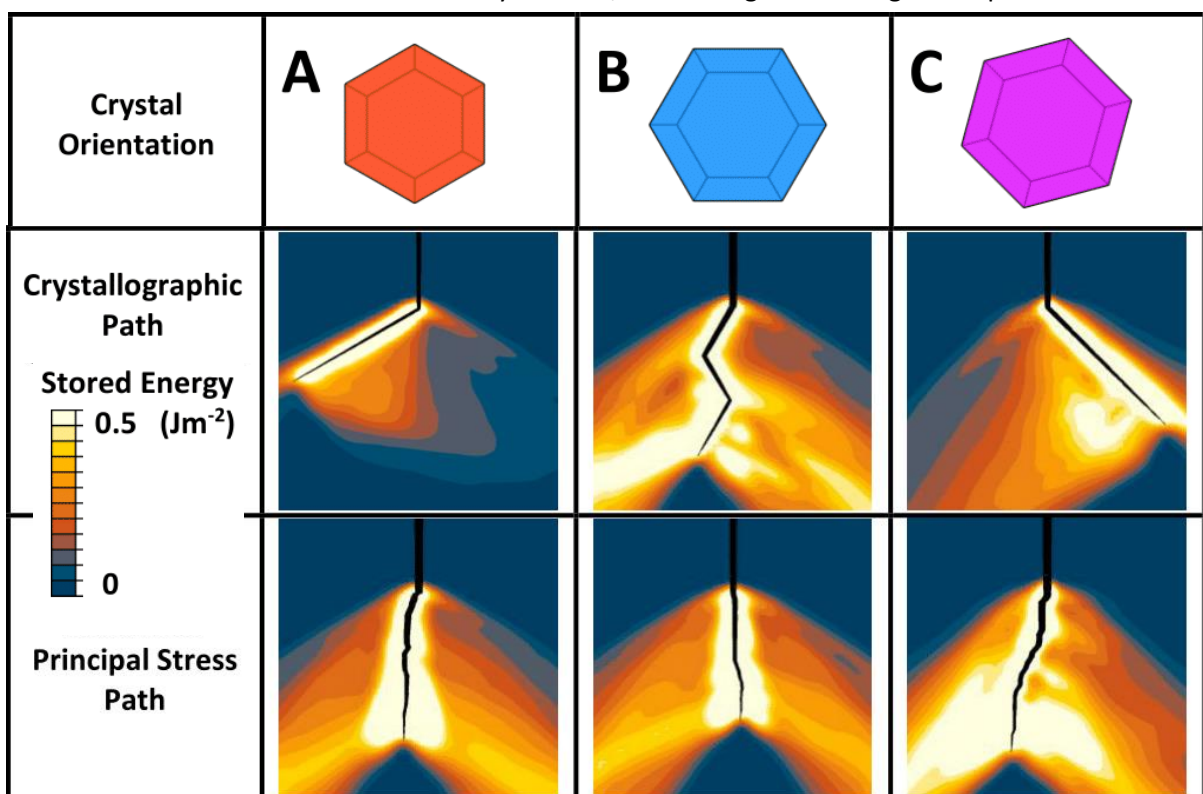 Crystal
Orientation
A
B
C
Crystallographic
Path
Stored Energy
0.5 (Jm-2)
0
Principal Stress
Path